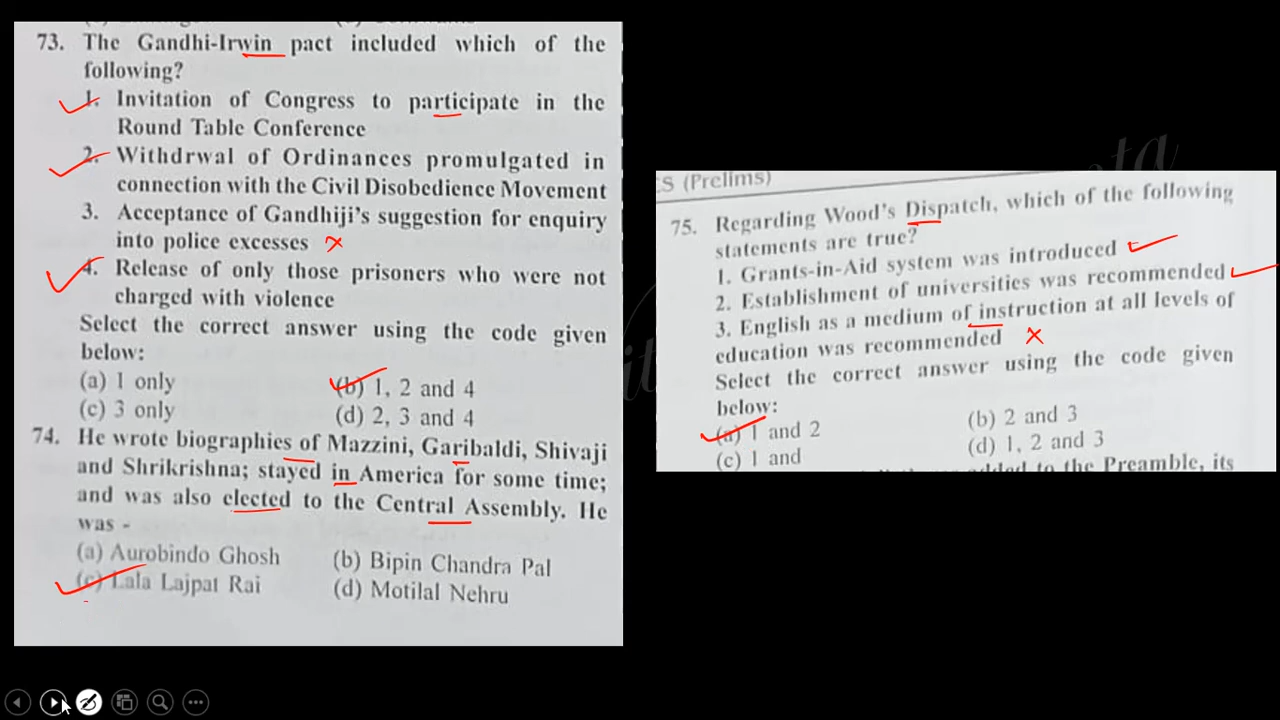 73. The Gandhi-Irwin pact included which of the
following?
1. Invitation of Congress to participate in the
Round Table Conference
2. Withdrwal of Ordinances promulgated in
connection with the Civil Disobedience Movement
3. Acceptance of Gandhiji's suggestion for enquiry
into police excesses
4. Release of only those prisoners who were not
charged with violence
Select the correct answer using the code given
below:
(a) 1 only (b) 1, 2 and 4
(c) 3 only (d) 2, 3 and 4
74. He wrote biographies of Mazzini, Garibaldi, Shivaji
and Shrikrishna; stayed in America for some time;
and was also elected to the Central Assembly. He
was -
(a) Aurobindo Ghosh (b) Bipin Chandra Pal
(c) Lala Lajpat Rai (d) Motilal Nehru
CS (Prelims)
75. Regarding Wood's Dispatch, which of the following
statements are true?
1. Grants-in-Aid system was introduced
2. Establishment of universities was recommended
3. English as a medium of instruction at all levels of
education was recommended
Select the correct answer using the code given
below:
(a) 1 and 2 (b) 2 and 3
(c) 1 and (d) 1, 2 and 3
added to the Preamble, its